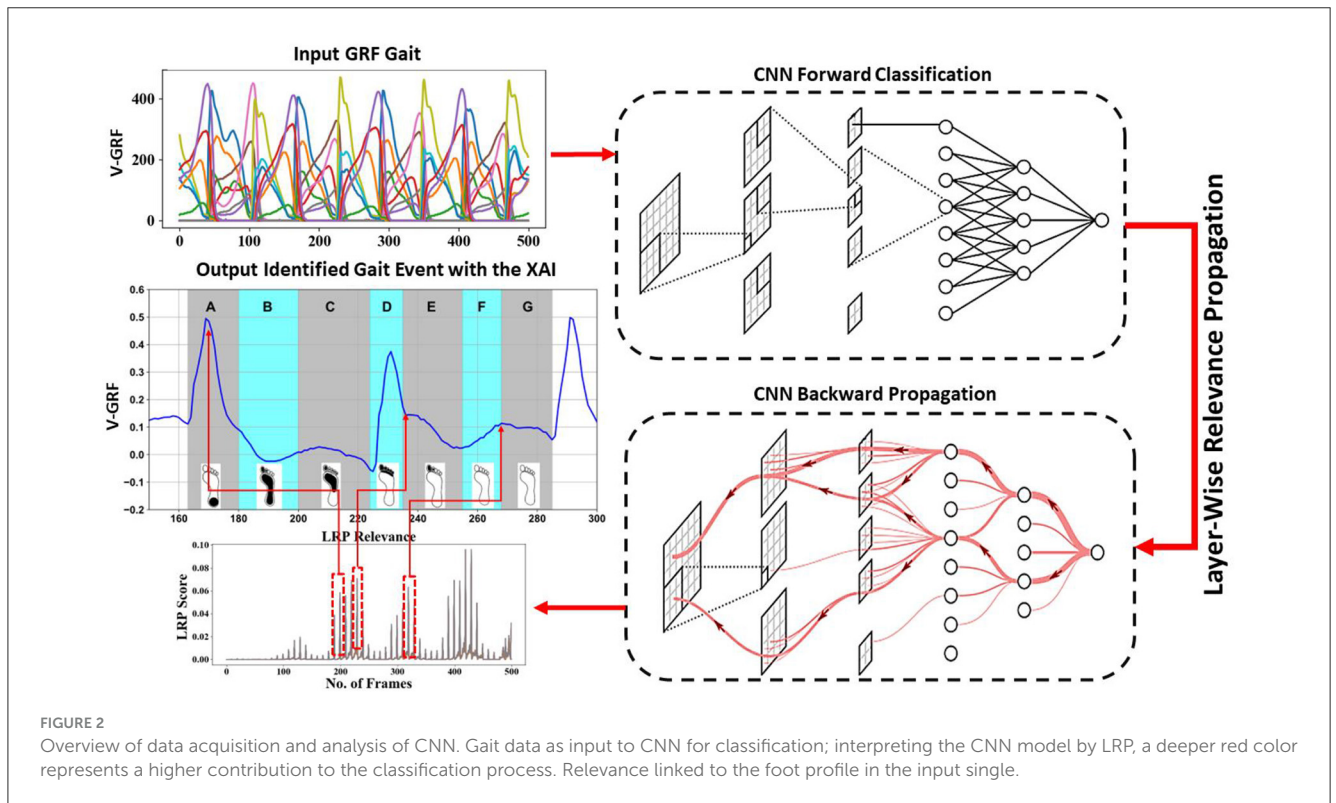 Input GRF Gait
V-GRF
400
200
0
0 100 200 300 400 500
CNN Forward Classification
Output Identified Gait Event with the XAI
V-GRF
0.6
0.5
0.4
0.3
0.2
0.1
0.0
−0.1
−0.2
A B C D E F G
160 180 200 220 240 260 280 300
LRP Relevance
LRP Score
0.10
0.08
0.06
0.04
0.02
0.00
0 100 200 300 400 500
No. of Frames
CNN Backward Propagation
Layer-Wise Relevance Propagation
FIGURE 2
Overview of data acquisition and analysis of CNN. Gait data as input to CNN for classification; interpreting the CNN model by LRP, a deeper red color
represents a higher contribution to the classification process. Relevance linked to the foot profile in the input single.